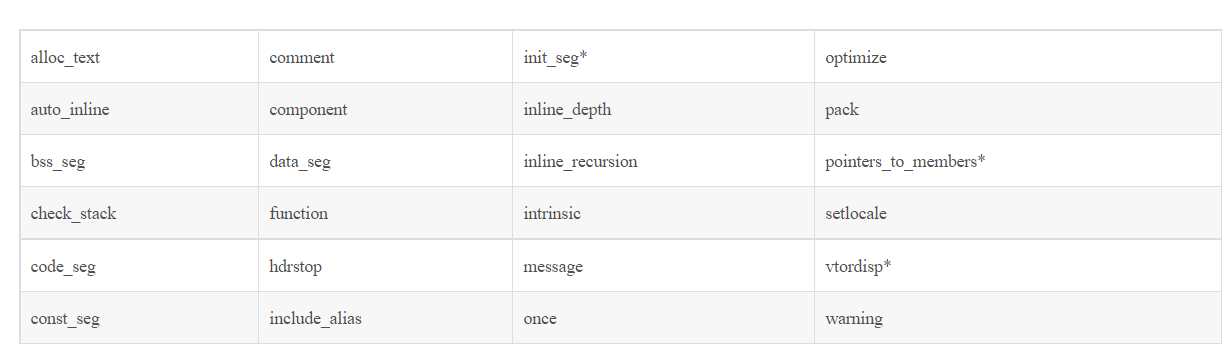 alloc_text comment init_seg* optimize
auto_inline component inline_depth pack
bss_seg data_seg inline_recursion pointers_to_members*
check_stack function intrinsic setlocale
code_seg hdrstop message vtordisp*
const_seg include_alias once warning